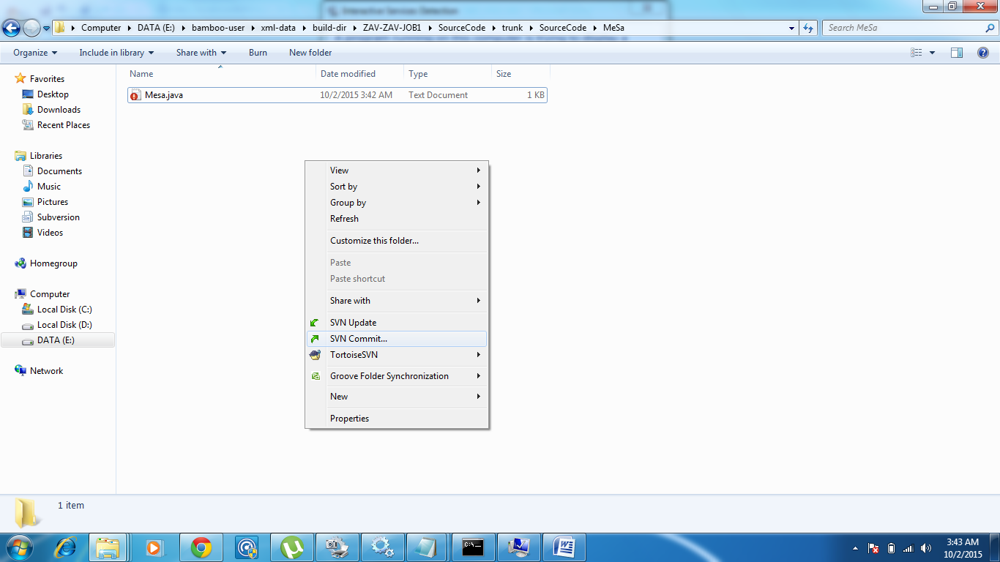 Interactive Services Detection
Computer DATA (E:) bamboo-user xml-data build-dir ZAV-ZAV-JOB1 SourceCode trunk SourceCode MeSa
Search MeSa
Organize Include in library Share with Burn New folder
Name Date modified Type Size
Mesa.java 10/2/2015 3:42 AM Text Document 1 KB
Favorites
Desktop
Downloads
Recent Places
Libraries
Documents
Music
Pictures
Subversion
Videos
Homegroup
Computer
Local Disk (C:)
Local Disk (D:)
DATA (E:)
Network
View
Sort by
Group by
Refresh
Customize this folder...
Paste
Paste shortcut
Share with
SVN Update
SVN Commit...
TortoiseSVN
Groove Folder Synchronization
New
Properties
1 item
C:\_
3:43 AM
10/2/2015